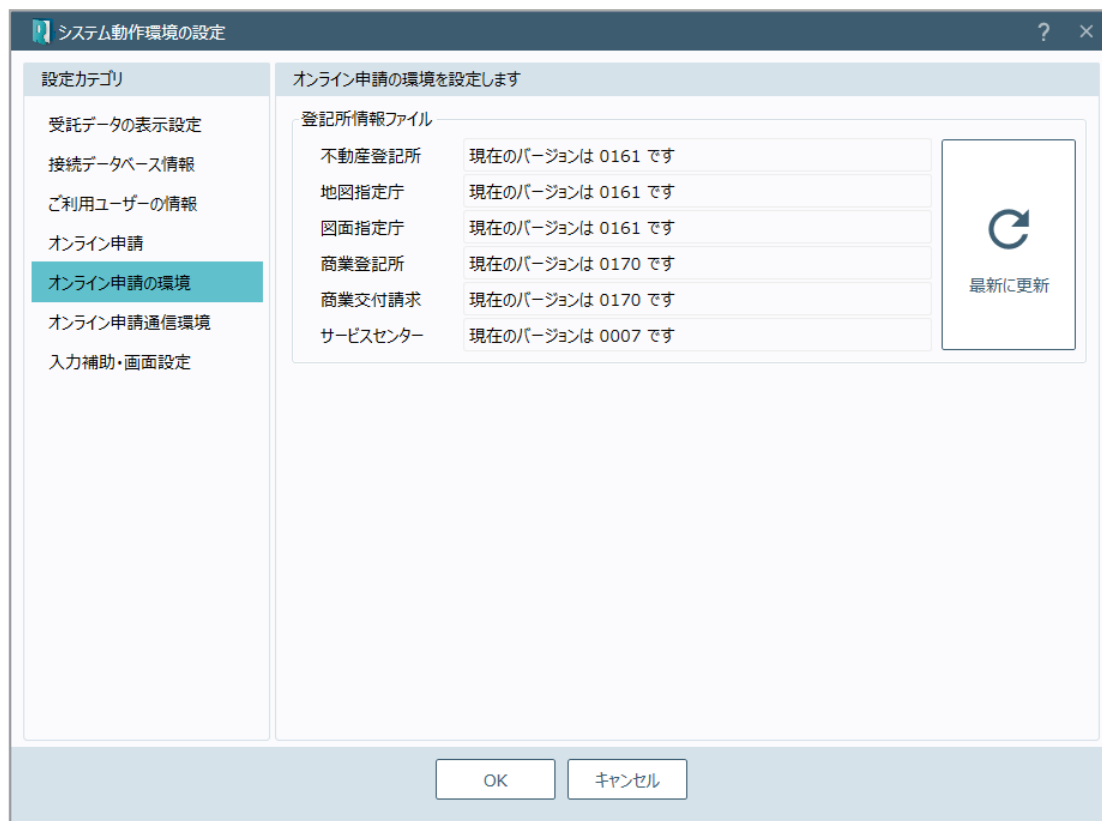 システム動作環境の設定
? ×
設定カテゴリ
受託データの表示設定
接続データベース情報
ご利用ユーザーの情報
オンライン申請
オンライン申請の環境
オンライン申請通信環境
入力補助・画面設定
オンライン申請の環境を設定します
登記所情報ファイル
不動産登記所 現在のバージョンは 0161 です
地図指定庁 現在のバージョンは 0161 です
図面指定庁 現在のバージョンは 0161 です
商業登記所 現在のバージョンは 0170 です
商業交付請求 現在のバージョンは 0170 です
サービスセンター 現在のバージョンは 0007 です
最新に更新
OK キャンセル